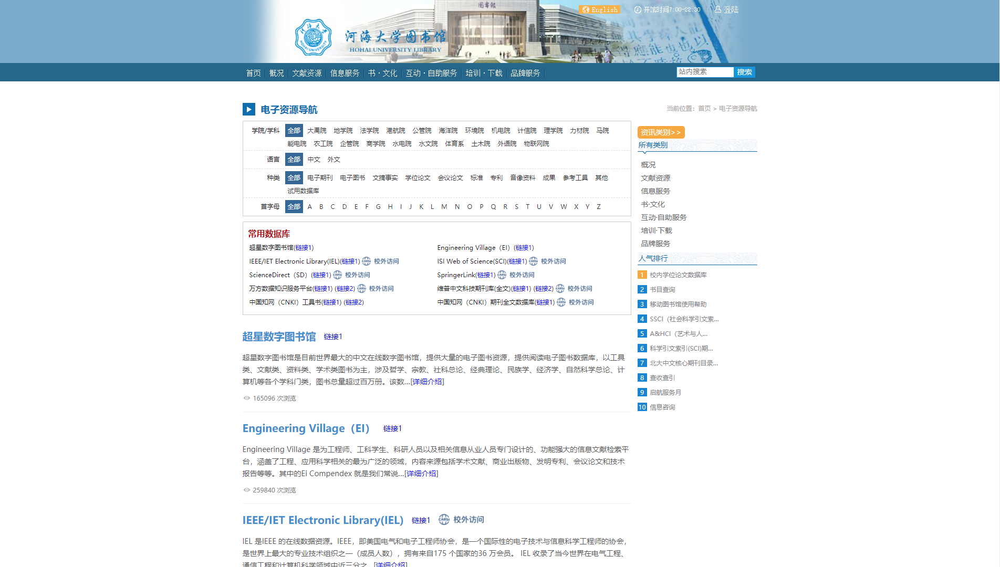 图书馆
English
开馆时间7:00-22:30
登陆
河海大学图书馆
HOHAI UNIVERSITY LIBRARY
首页 概况 文献资源 信息服务 书·文化 互动·自助服务 培训·下载 品牌服务
站内搜索 搜索
电子资源导航
当前位置：首页 > 电子资源导航
学院/学科 全部 大禹院 地学院 法学院 港航院 公管院 海洋院 环境院 机电院 计信院 理学院 力材院 马院
能电院 农工院 企管院 商学院 水电院 水文院 体育系 土木院 外语院 物联网院
语言 全部 中文 外文
种类 全部 电子期刊 电子图书 文摘事实 学位论文 会议论文 标准 专利 音像资料 成果 参考工具 其他
试用数据库
首字母 全部 A B C D E F G H I J K L M N O P Q R S T U V W X Y Z
常用数据库
超星数字图书馆(链接1)
Engineering Village（EI）(链接1)
IEEE/IET Electronic Library(IEL)(链接1) CARSI 校外访问
ISI Web of Science(SCI)(链接1) CARSI 校外访问
ScienceDirect（SD）(链接1) CARSI 校外访问
SpringerLink(链接1) CARSI 校外访问
万方数据知识服务平台(链接1) (链接2) CARSI 校外访问
维普中文科技期刊库(全文)(链接1) (链接2) CARSI 校外访问
中国知网（CNKI）工具书(链接1) (链接2)
中国知网（CNKI）期刊全文数据库(链接1) CARSI 校外访问
超星数字图书馆 链接1
超星数字图书馆是目前世界最大的中文在线数字图书馆，提供大量的电子图书资源，提供阅读电子图书数据库，以工具
类、文献类、资料类、学术类图书为主，涉及哲学、宗教、社科总论、经典理论、民族学、经济学、自然科学总论、计
算机等各个学科门类，图书总量超过百万册。该数...[详细介绍]
165096 次浏览
Engineering Village（EI） 链接1
Engineering Village 是为工程师、工科学生、科研人员以及相关信息从业人员专门设计的、功能强大的信息文献检索平
台，涵盖了工程、应用科学相关的最为广泛的领域，内容来源包括学术文献、商业出版物、发明专利、会议论文和技术
报告等等。其中的Ei Compendex 就是我们常说...[详细介绍]
259840 次浏览
IEEE/IET Electronic Library(IEL) 链接1 CARSI 校外访问
IEL 是IEEE 的在线数据资源。IEEE，即美国电气和电子工程师协会，是一个国际性的电子技术与信息科学工程师的协会，
是世界上最大的专业技术组织之一（成员人数），拥有来自175 个国家的36 万会员。 IEL 收录了当今世界在电气工程、
通信工程和计算机科学领域中近三分之...[详细介绍]
资讯类别>>
所有类别
概况
文献资源
信息服务
书·文化
互动·自助服务
培训·下载
品牌服务
人气排行
1 校内学位论文数据库
2 书目查询
3 移动图书馆使用帮助
4 SSCI（社会科学引文索...
5 A&HCI（艺术与人...
6 科学引文索引(SCI)期...
7 北大中文核心期刊目录...
8 查收查引
9 启航服务月
10 信息咨询